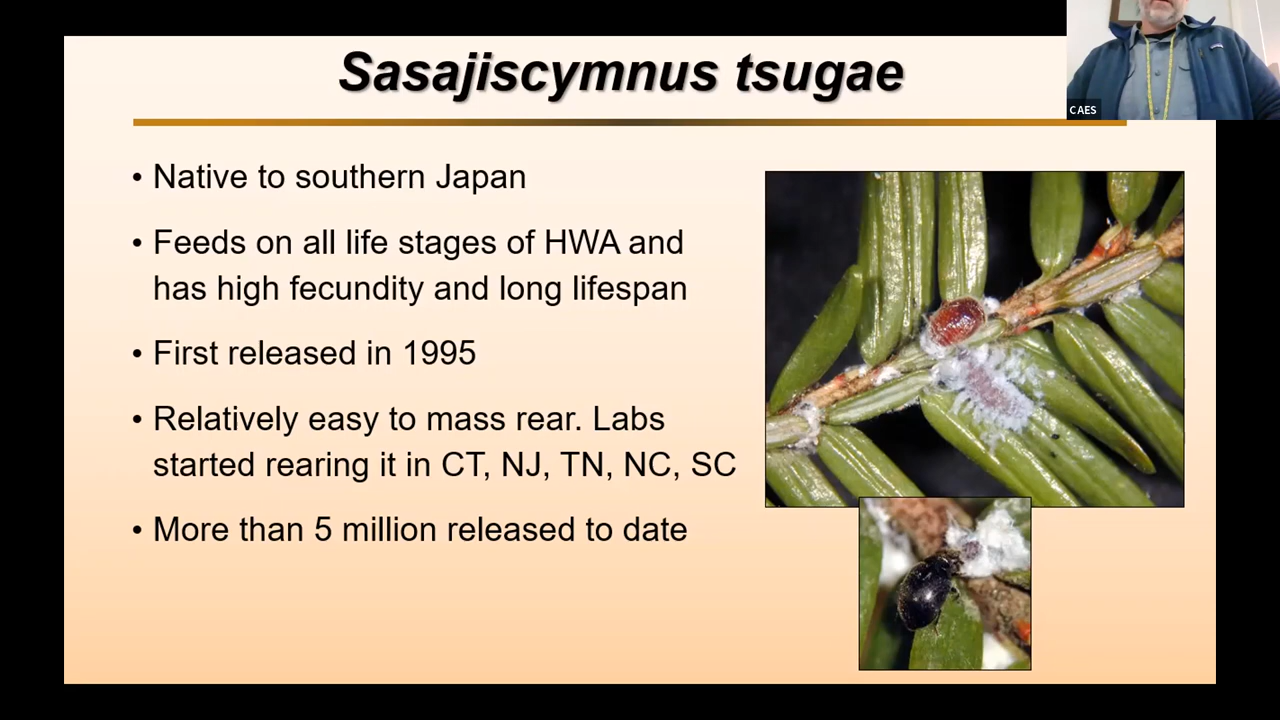 Sasajiscymnus tsugae
CAES
• Native to southern Japan
• Feeds on all life stages of HWA and
has high fecundity and long lifespan
• First released in 1995
• Relatively easy to mass rear. Labs
started rearing it in CT, NJ, TN, NC, SC
• More than 5 million released to date